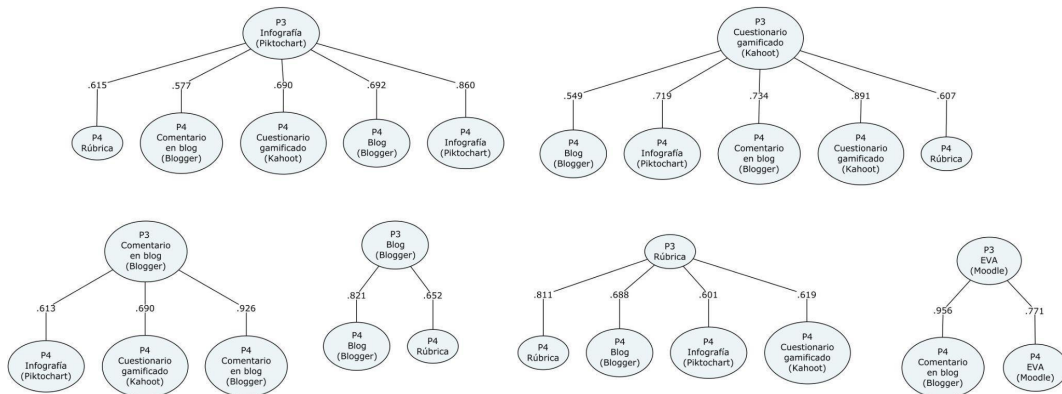 P3
Infografía
(Piktochart)
.615
.577
.690
.692
.860
P4
Rúbrica
P4
Comentario
en blog
(Blogger)
P4
Cuestionario
gamificado
(Kahoot)
P4
Blog
(Blogger)
P4
Infografía
(Piktochart)
P3
Cuestionario
gamificado
(Kahoot)
.549
.719
.734
.891
.607
P4
Blog
(Blogger)
P4
Infografía
(Piktochart)
P4
Comentario
en blog
(Blogger)
P4
Cuestionario
gamificado
(Kahoot)
P4
Rúbrica
P3
Comentario
en blog
(Blogger)
.613
.690
.926
P4
Infografía
(Piktochart)
P4
Cuestionario
gamificado
(Kahoot)
P4
Comentario
en blog
(Blogger)
P3
Blog
(Blogger)
.821
.652
P4
Blog
(Blogger)
P4
Rúbrica
P3
Rúbrica
.811
.688
.601
.619
P4
Rúbrica
P4
Blog
(Blogger)
P4
Infografía
(Piktochart)
P4
Cuestionario
gamificado
(Kahoot)
P3
EVA
(Moodle)
.956
.771
P4
Comentario
en blog
(Blogger)
P4
EVA
(Moodle)